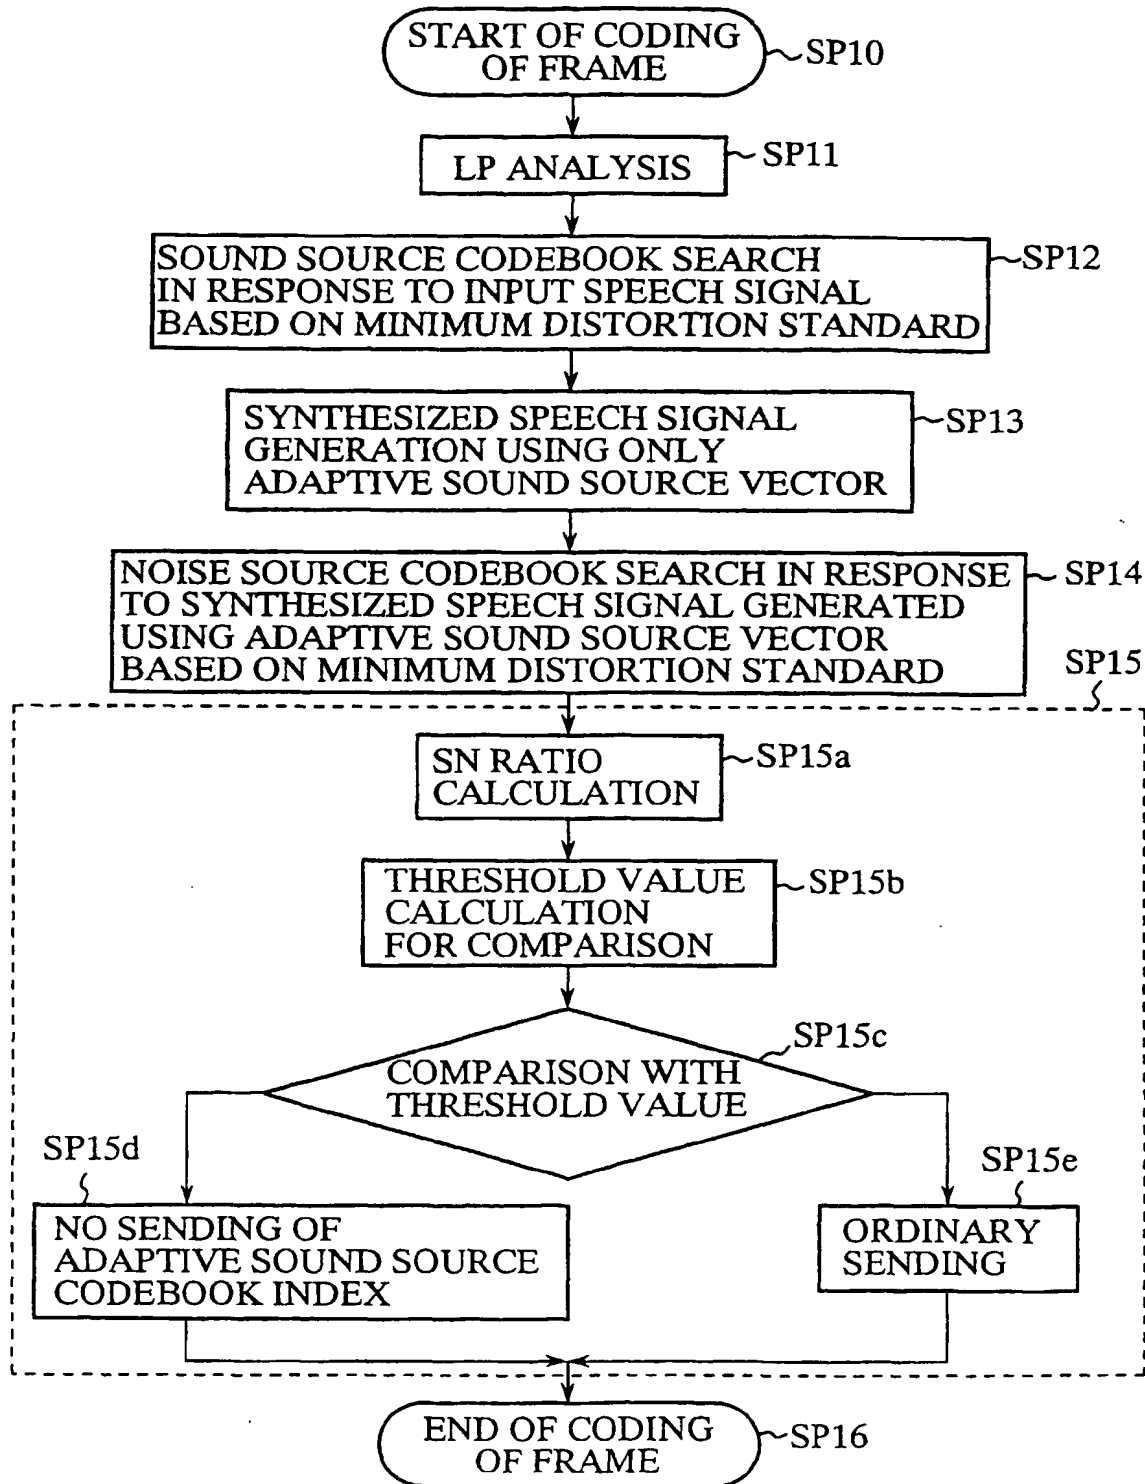 START OF CODING
OF FRAME
SP10
LP ANALYSIS
SP11
SOUND SOURCE CODEBOOK SEARCH
IN RESPONSE TO INPUT SPEECH SIGNAL
BASED ON MINIMUM DISTORTION STANDARD
SP12
SYNTHESIZED SPEECH SIGNAL
GENERATION USING ONLY
ADAPTIVE SOUND SOURCE VECTOR
SP13
NOISE SOURCE CODEBOOK SEARCH IN RESPONSE
TO SYNTHESIZED SPEECH SIGNAL GENERATED
USING ADAPTIVE SOUND SOURCE VECTOR
BASED ON MINIMUM DISTORTION STANDARD
SP14
SP15
SN RATIO
CALCULATION
SP15a
THRESHOLD VALUE
CALCULATION
FOR COMPARISON
SP15b
COMPARISON WITH
THRESHOLD VALUE
SP15c
SP15d
NO SENDING OF
ADAPTIVE SOUND SOURCE
CODEBOOK INDEX
SP15e
ORDINARY
SENDING
END OF CODING
OF FRAME
SP16